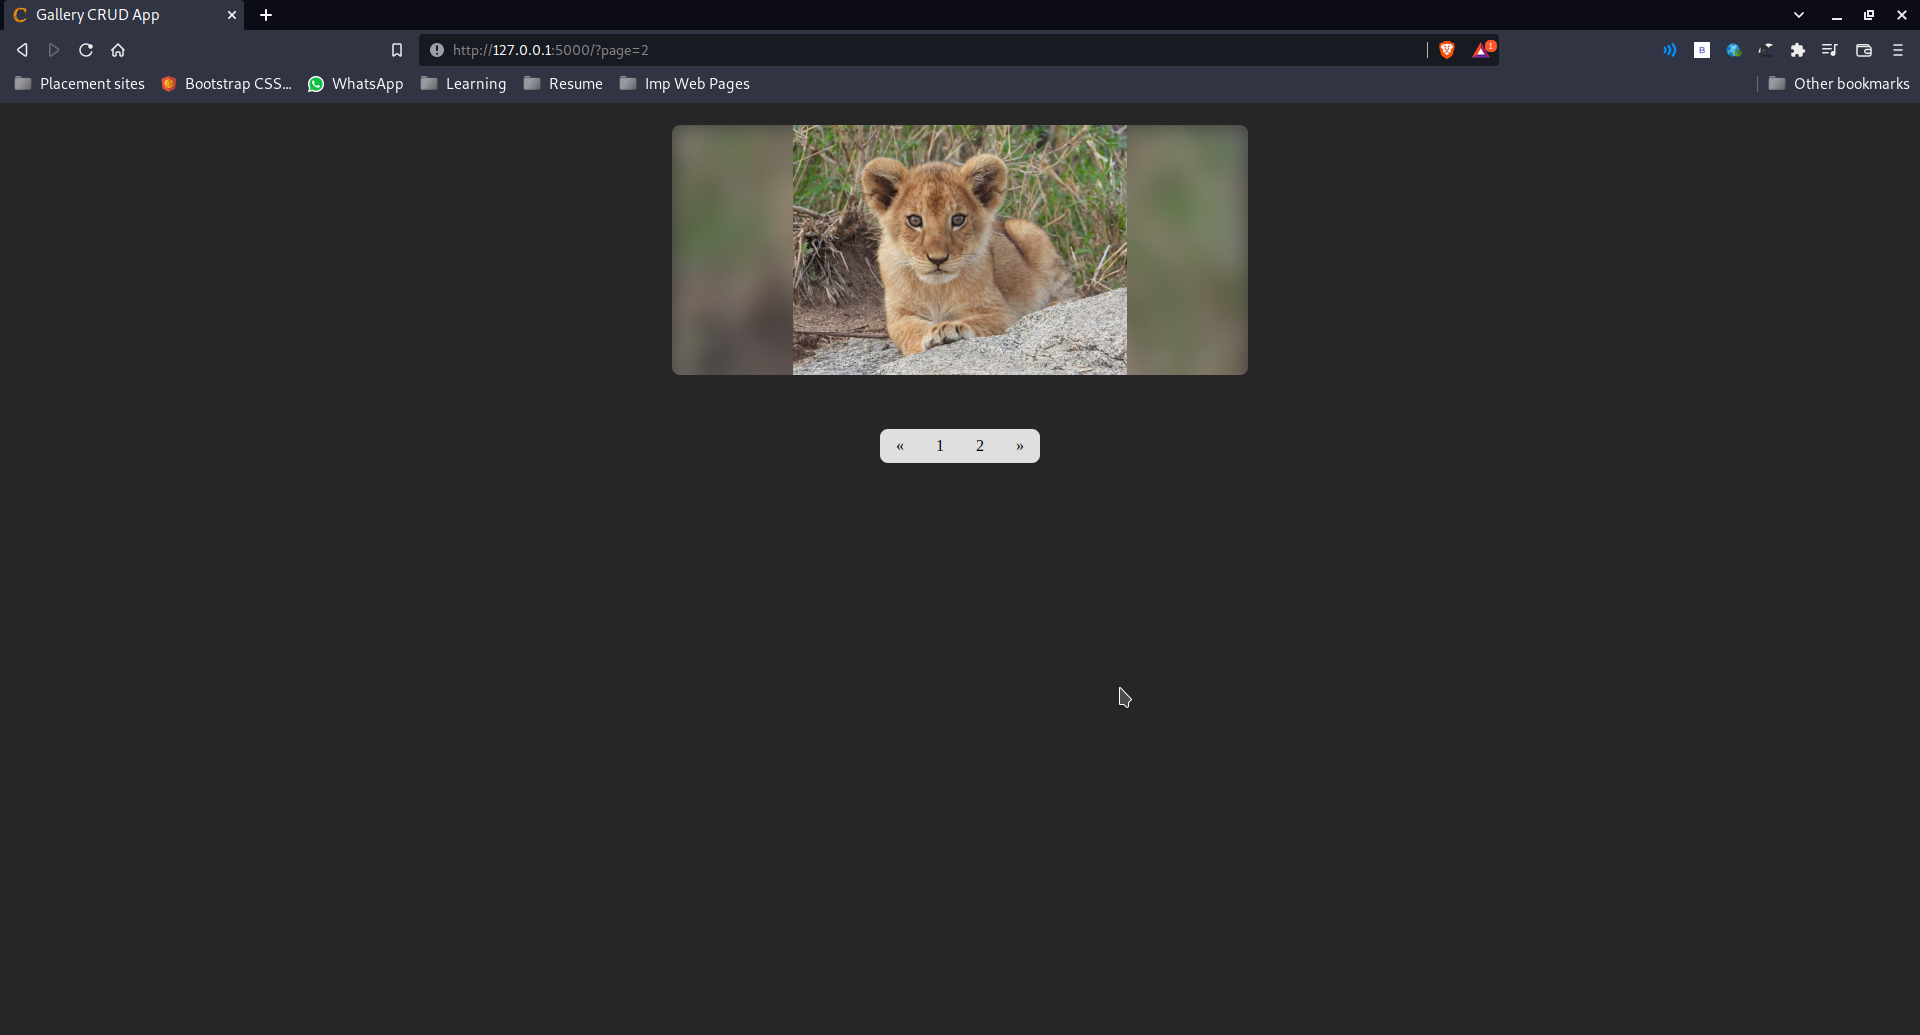 Gallery CRUD App
http://127.0.0.1:5000/?page=2
1
B
Placement sites Bootstrap CSS... WhatsApp Learning Resume Imp Web Pages Other bookmarks
« 1 2 »